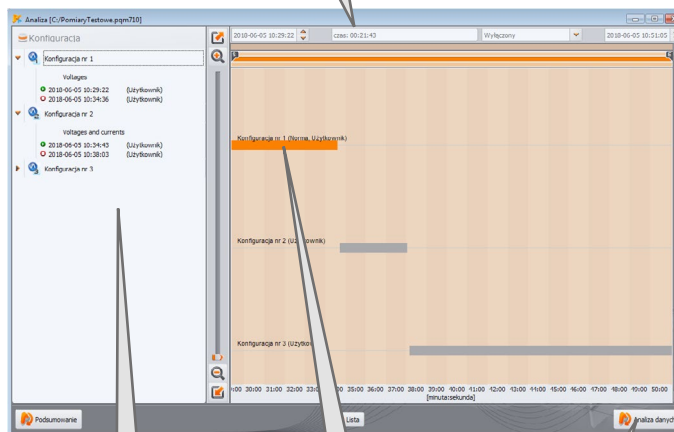 Analiza [C:/PomiaryTestowe.pqm710]
Konfiguracja
2018-06-05 10:29:22
czas: 00:21:43
Wyłączony
2018-06-05 10:51:05
Konfiguracja nr 1
Voltages
2018-06-05 10:29:22 (Użytkownik)
2018-06-05 10:34:36 (Użytkownik)
Konfiguracja nr 2
Voltages and currents
2018-06-05 10:34:43 (Użytkownik)
2018-06-05 10:38:03 (Użytkownik)
Konfiguracja nr 3
Konfiguracja nr 1 (Norma, Użytkownik)
Konfiguracja nr 2 (Uż ownik)
Konfiguracja nr 3 (Użytkow
30:00 31:00 32:00 33:0 35:00 36:00 37:00 38:00 39:00 40:00 41:00 42:00 43:00 44:00 45:00 46:00 47:00 48:00 49:00 50:00
[minuta:sekunda]
Podsumowanie
Lista
Analiza danych